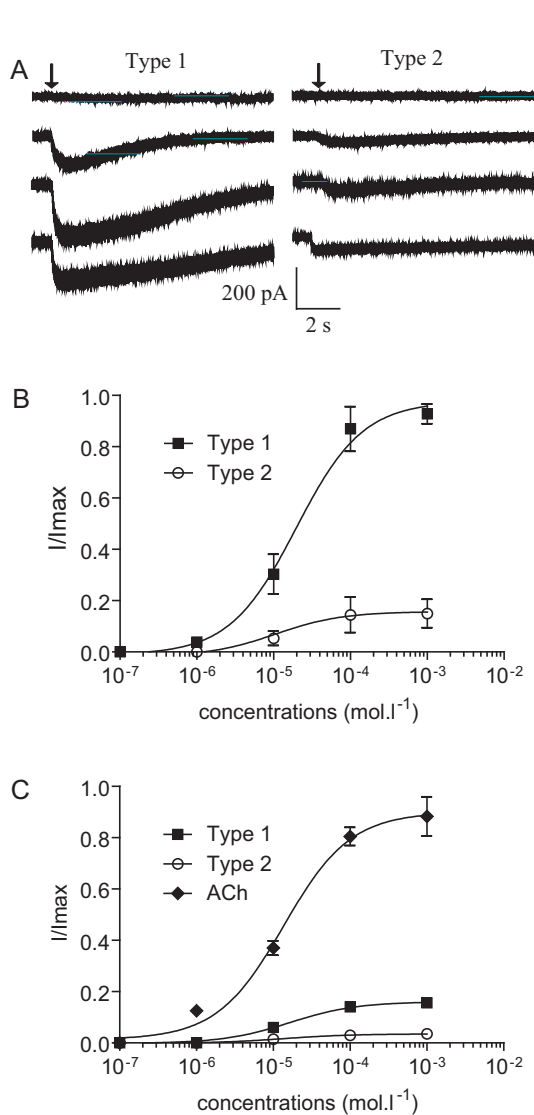 A
Type 1
Type 2
200 pA
2 s
B
1.0
0.8
0.6
0.4
0.2
0.0
I/Imax
Type 1
Type 2
10-7
10-6
10-5
10-4
10-3
10-2
concentrations (mol.l-1)
C
1.0
0.8
0.6
0.4
0.2
0.0
I/Imax
Type 1
Type 2
ACh
10-7
10-6
10-5
10-4
10-3
10-2
concentrations (mol.l-1)